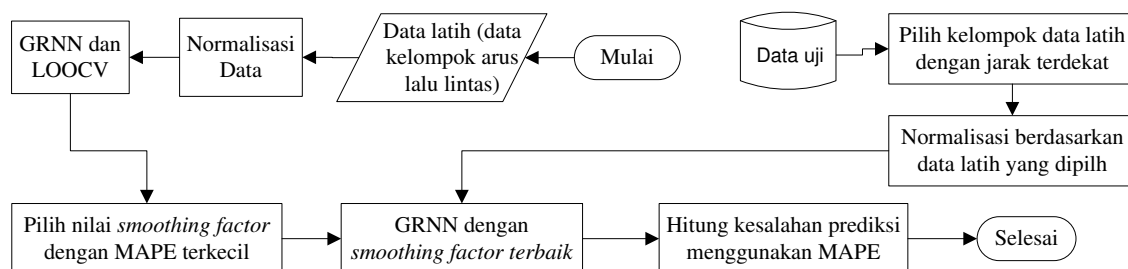 GRNN dan
LOOCV
Normalisasi
Data
Data latih (data
kelompok arus
lalu lintas)
Mulai
Data uji
Pilih kelompok data latih
dengan jarak terdekat
Normalisasi berdasarkan
data latih yang dipilh
Pilih nilai smoothing factor
dengan MAPE terkecil
GRNN dengan
smoothing factor terbaik
Hitung kesalahan prediksi
menggunakan MAPE
Selesai